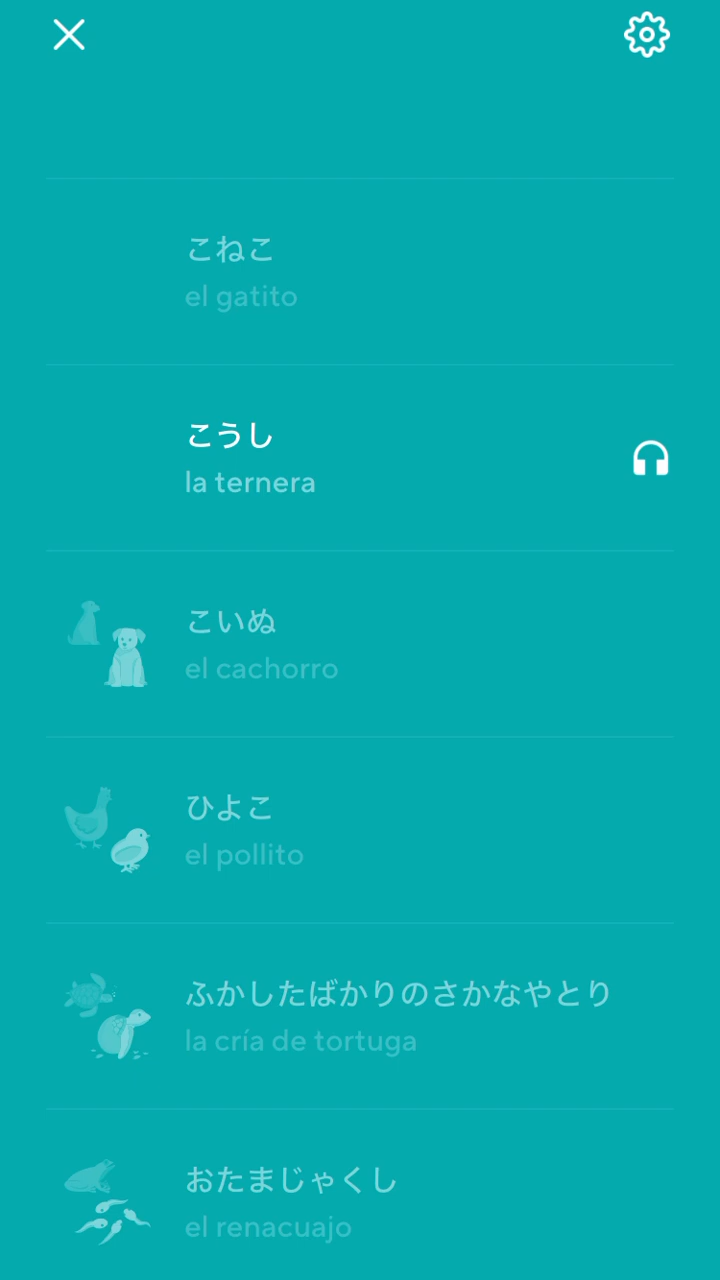 こねこ
el gatito
こうし
la ternera
こいぬ
el cachorro
ひよこ
el pollito
ふかしたばかりのさかなやとり
la cría de tortuga
おたまじゃくし
el renacuajo